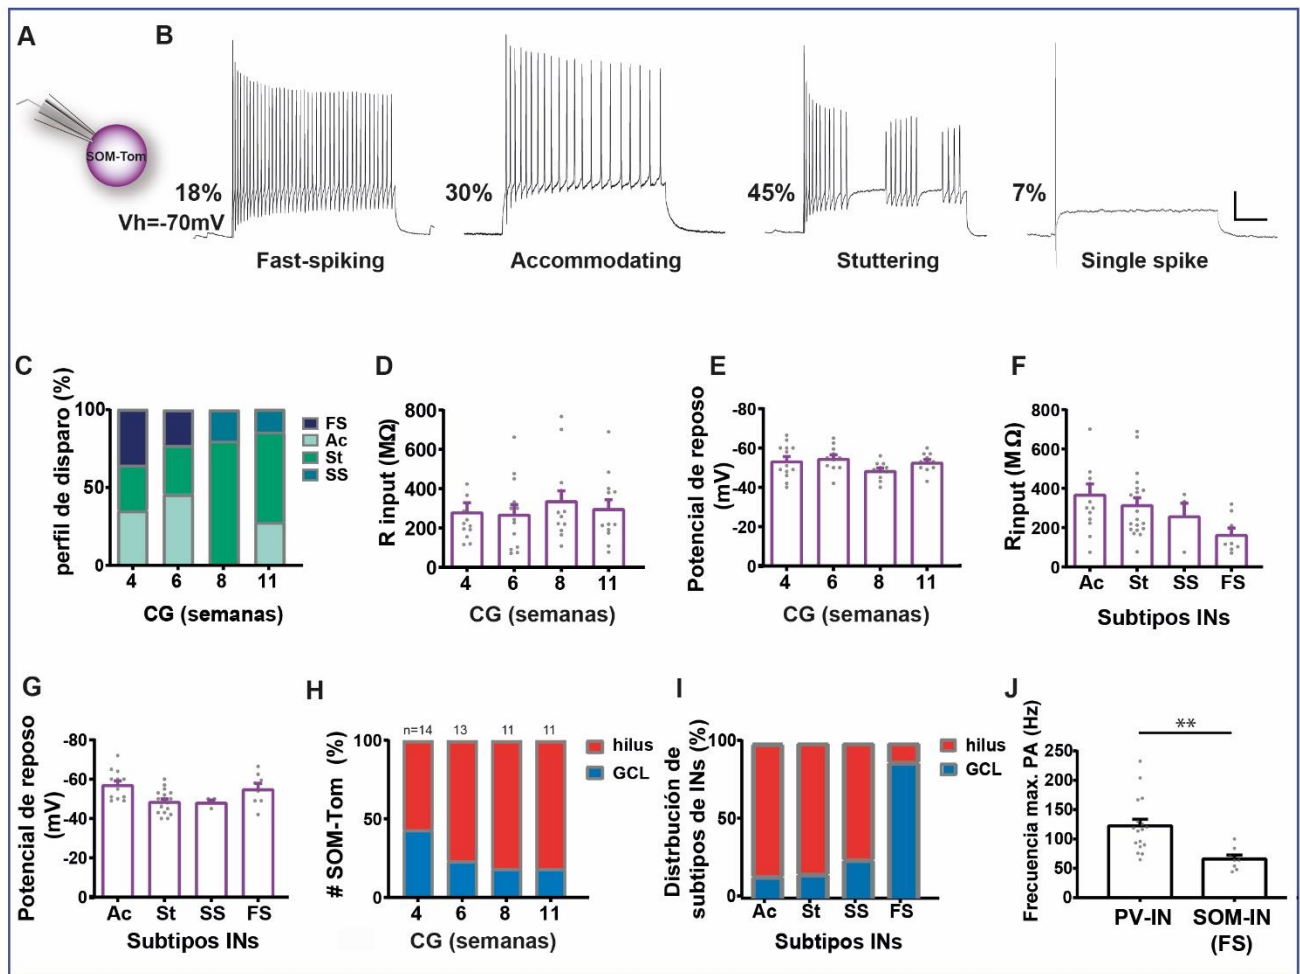 A
B
SOM-Tom
18%
Vh=-70mV
30%
45%
7%
Fast-spiking
Accommodating
Stuttering
Single spike
C
perfil de disparo (%)
100
50
0
4 6 8 11
CG (semanas)
FS
Ac
St
SS
D
R input (MΩ)
800
600
400
200
0
4 6 8 11
CG (semanas)
E
Potencial de reposo
(mV)
-80
-60
-40
-20
0
4 6 8 11
CG (semanas)
F
Rinput (MΩ)
800
600
400
200
0
Ac St SS FS
Subtipos INs
G
Potencial de reposo
(mV)
-80
-60
-40
-20
0
Ac St SS FS
Subtipos INs
H
# SOM-Tom (%)
n=14 13 11 11
100
50
0
4 6 8 11
CG (semanas)
hilus
GCL
I
Distrbución de
subtipos de INs (%)
100
50
0
Ac St SS FS
Subtipos INs
hilus
GCL
J
Frecuencia max. PA (Hz)
**
250
200
150
100
50
0
PV-IN SOM-IN
(FS)